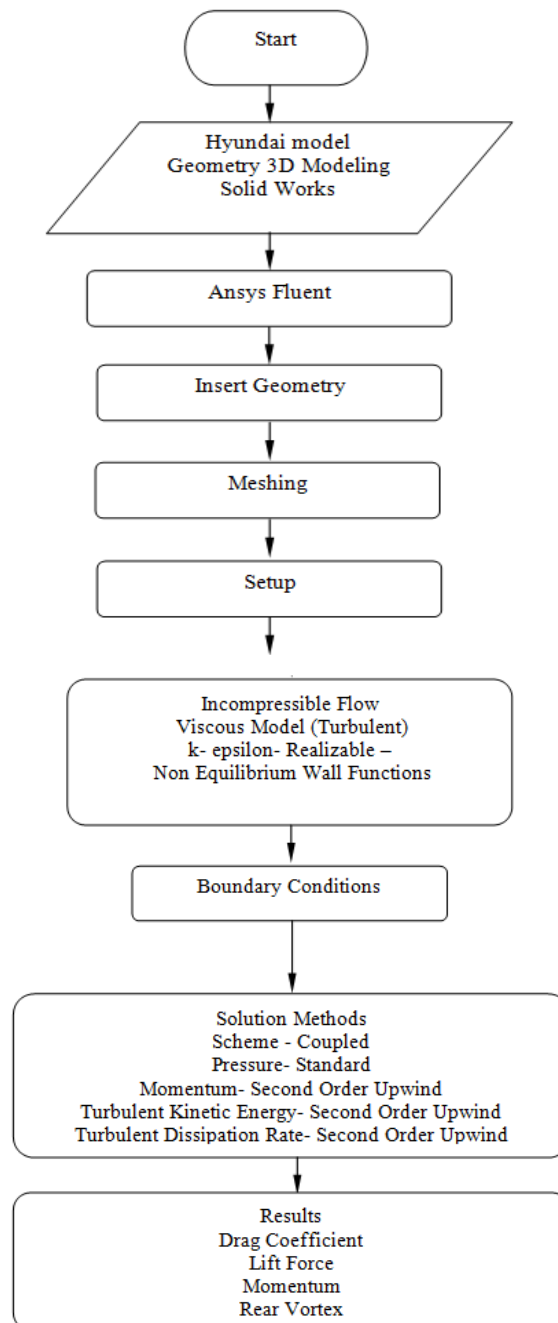 Start
Hyundai model
Geometry 3D Modeling
Solid Works
Ansys Fluent
Insert Geometry
Meshing
Setup
Incompressible Flow
Viscous Model (Turbulent)
k- epsilon- Realizable –
Non Equilibrium Wall Functions
Boundary Conditions
Solution Methods
Scheme - Coupled
Pressure- Standard
Momentum- Second Order Upwind
Turbulent Kinetic Energy- Second Order Upwind
Turbulent Dissipation Rate- Second Order Upwind
Results
Drag Coefficient
Lift Force
Momentum
Rear Vortex